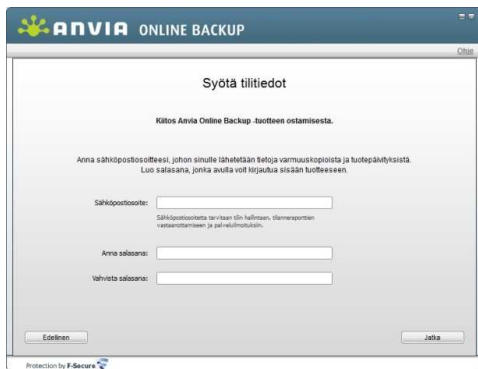 ANVIA ONLINE BACKUP
Ohje
Syötä tilitiedot
Kiitos Anvia Online Backup -tuotteen ostamisesta.
Anna sähköpostiosoitteesi, johon sinulle lähetetään tietoja varmuuskopioista ja tuotepäivityksistä.
Luo salasana, jonka avulla voit kirjautua sisään tuotteeseen.
Sähköpostiosoite:
Sähköpostiosoitetta tarvitaan tilin hallintaan, tilanneraporttien
vastaanottamiseen ja palveluilmoituksiin.
Anna salasana:
Vahvista salasana:
Edellinen
Jatka
Protection by F-Secure